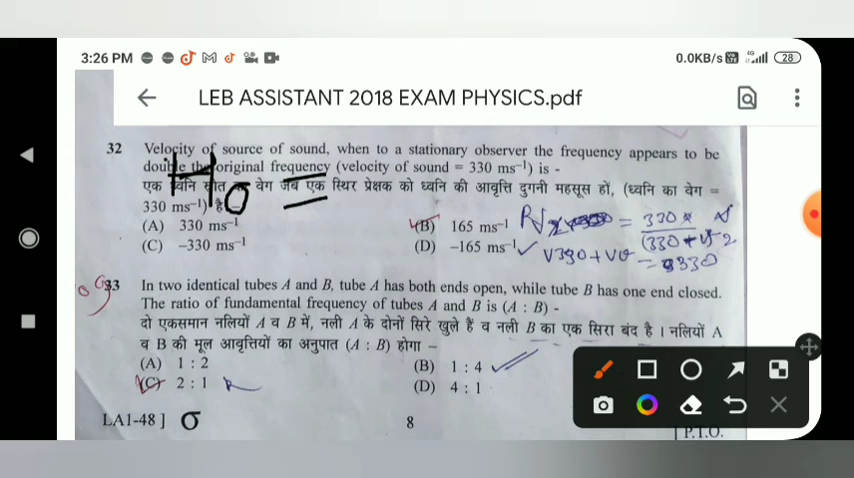 3:26 PM
0.0KB/s 4G 28
LEB ASSISTANT 2018 EXAM PHYSICS.pdf
32 Velocity of source of sound, when to a stationary observer the frequency appears to be
double the original frequency (velocity of sound = 330 ms⁻¹) is -
एक ध्वनि स्रोत का वेग जब एक स्थिर प्रेक्षक को ध्वनि की आवृत्ति दुगनी महसूस हों, (ध्वनि का वेग =
330 ms⁻¹) है
(A) 330 ms⁻¹ (B) 165 ms⁻¹
(C) –330 ms⁻¹ (D) –165 ms⁻¹
33 In two identical tubes A and B, tube A has both ends open, while tube B has one end closed.
The ratio of fundamental frequency of tubes A and B is (A : B) -
दो एकसमान नलियों A व B में, नली A के दोनों सिरे खुले हैं व नली B का एक सिरा बंद है । नलियों A
व B की मूल आवृत्तियों का अनुपात (A : B) होगा –
(A) 1 : 2 (B) 1 : 4
(C) 2 : 1 (D) 4 : 1
LA1-48 ] σ 8 [ P.T.O.